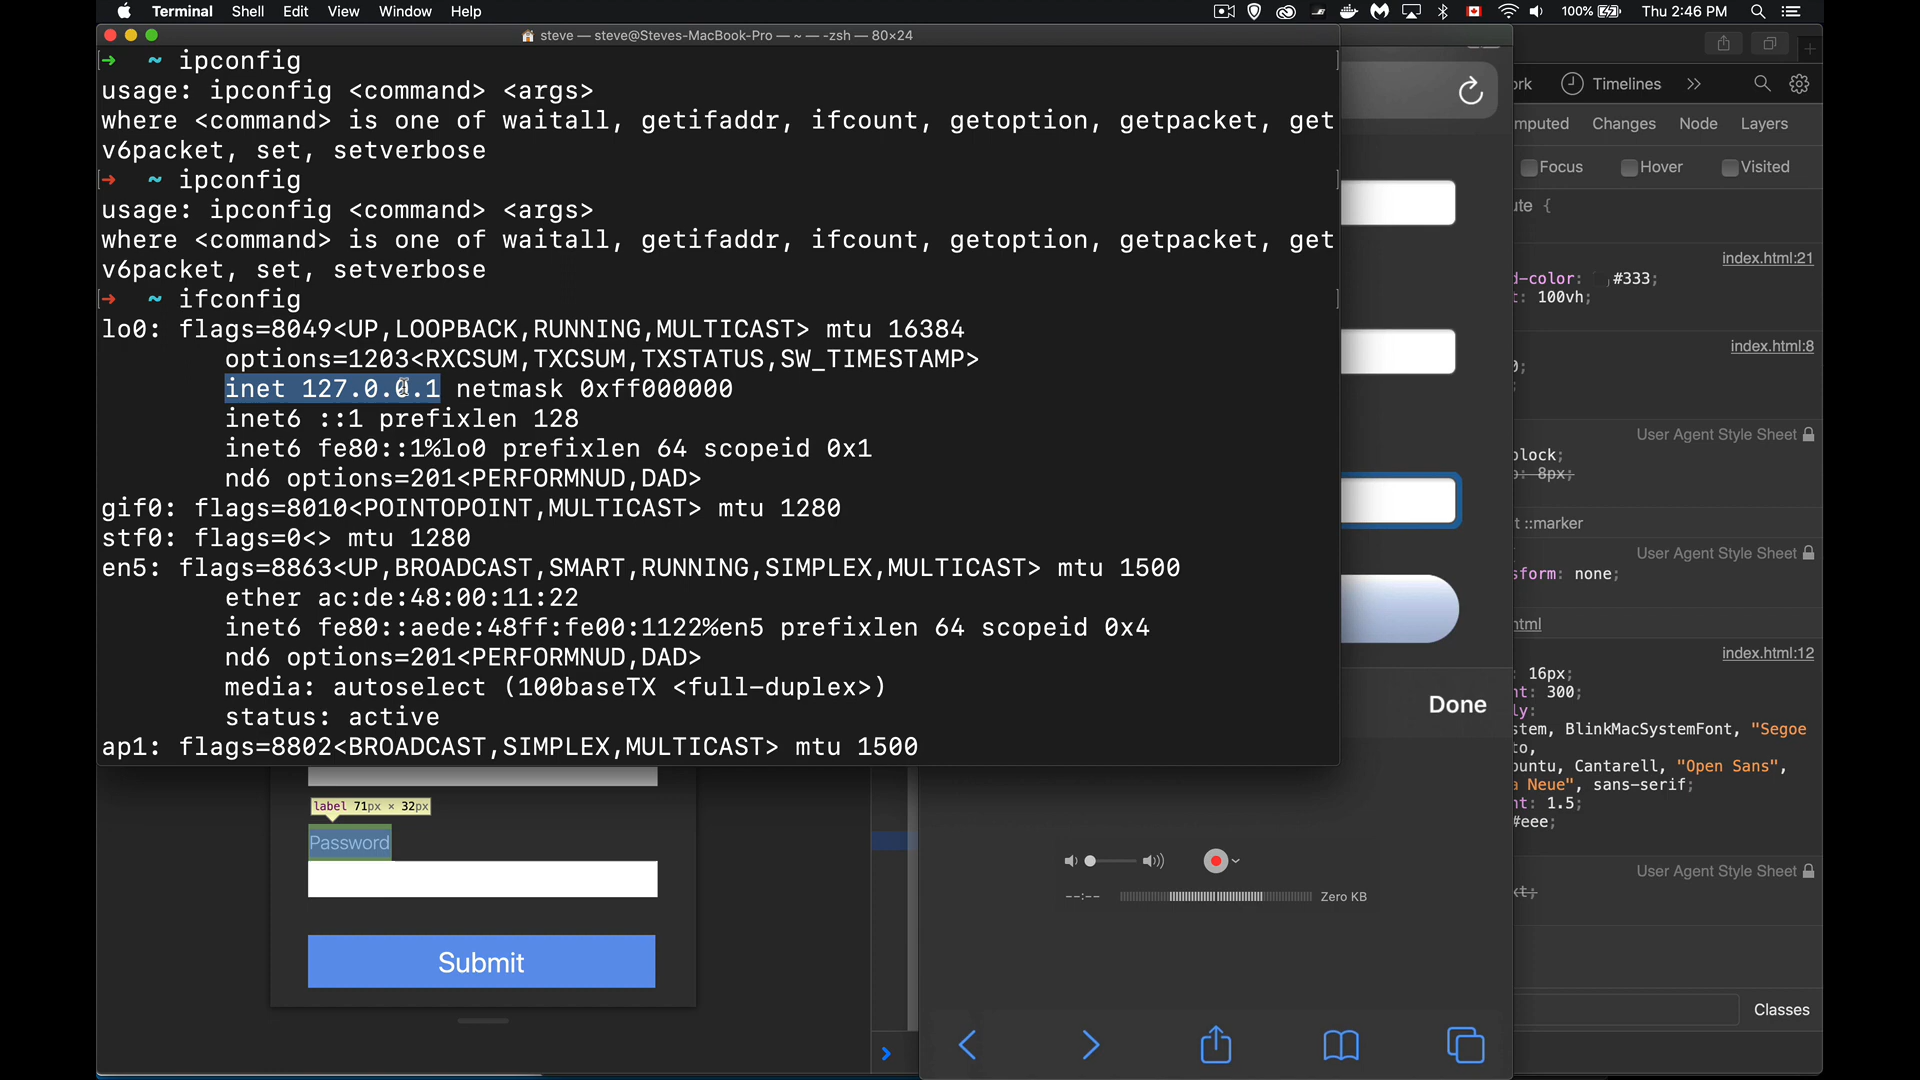 Terminal Shell Edit View Window Help
100% Thu 2:46 PM
steve — steve@Steves-MacBook-Pro — ~ — -zsh — 80×24
[➜ ~ ipconfig ]
usage: ipconfig <command> <args>
where <command> is one of waitall, getifaddr, ifcount, getoption, getpacket, get
v6packet, set, setverbose
[➜ ~ ipconfig ]
usage: ipconfig <command> <args>
where <command> is one of waitall, getifaddr, ifcount, getoption, getpacket, get
v6packet, set, setverbose
[➜ ~ ifconfig ]
lo0: flags=8049<UP,LOOPBACK,RUNNING,MULTICAST> mtu 16384
options=1203<RXCSUM,TXCSUM,TXSTATUS,SW_TIMESTAMP>
inet 127.0.0.1 netmask 0xff000000
inet6 ::1 prefixlen 128
inet6 fe80::1%lo0 prefixlen 64 scopeid 0x1
nd6 options=201<PERFORMNUD,DAD>
gif0: flags=8010<POINTOPOINT,MULTICAST> mtu 1280
stf0: flags=0<> mtu 1280
en5: flags=8863<UP,BROADCAST,SMART,RUNNING,SIMPLEX,MULTICAST> mtu 1500
ether ac:de:48:00:11:22
inet6 fe80::aede:48ff:fe00:1122%en5 prefixlen 64 scopeid 0x4
nd6 options=201<PERFORMNUD,DAD>
media: autoselect (100baseTX <full-duplex>)
status: active
ap1: flags=8802<BROADCAST,SIMPLEX,MULTICAST> mtu 1500
label 71px × 32px
Password
Submit
Done
--:-- Zero KB
Timelines
Changes Node Layers
Focus Hover Visited
{
index.html:21
#333;
100vh;
index.html:8
User Agent Style Sheet
8px;
::marker
User Agent Style Sheet
none;
index.html:12
16px;
300;
BlinkMacSystemFont, "Segoe
Cantarell, "Open Sans",
Neue", sans-serif;
1.5;
#eee;
User Agent Style Sheet
Classes